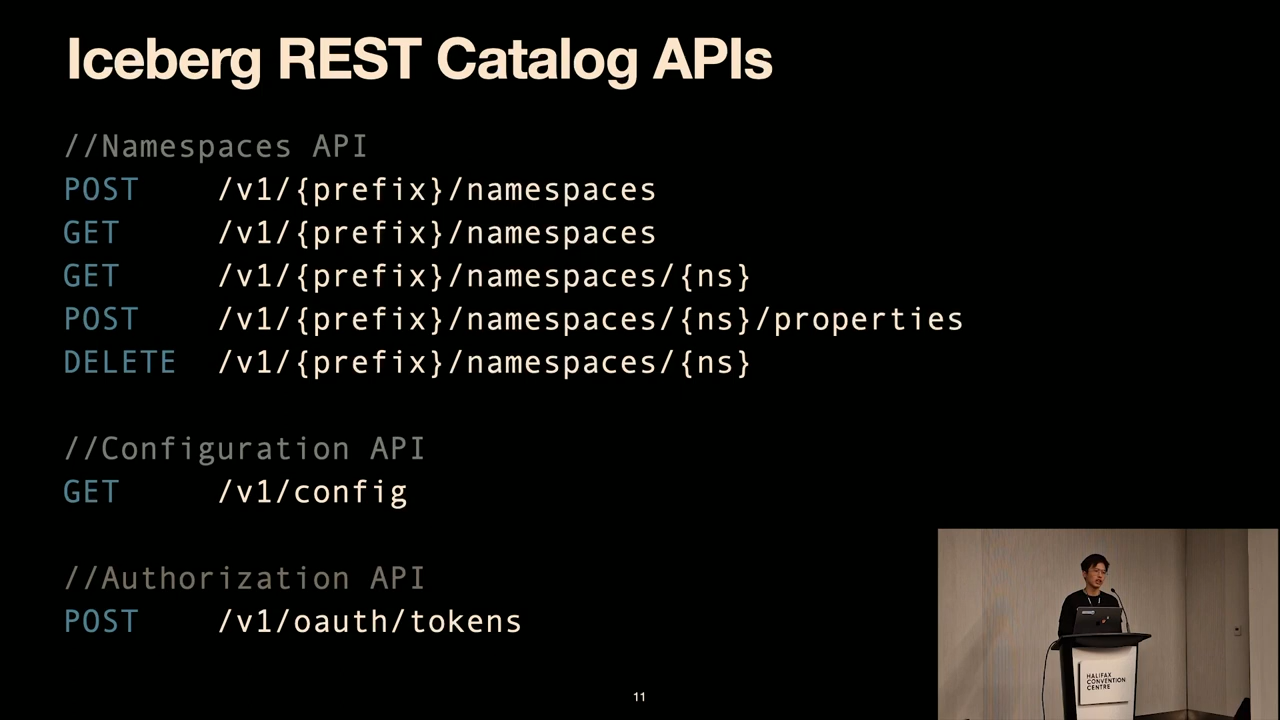 Iceberg REST Catalog APIs
//Namespaces API
POST /v1/{prefix}/namespaces
GET /v1/{prefix}/namespaces
GET /v1/{prefix}/namespaces/{ns}
POST /v1/{prefix}/namespaces/{ns}/properties
DELETE /v1/{prefix}/namespaces/{ns}
//Configuration API
GET /v1/config
//Authorization API
POST /v1/oauth/tokens
11
HALIFAX
CONVENTION
CENTRE